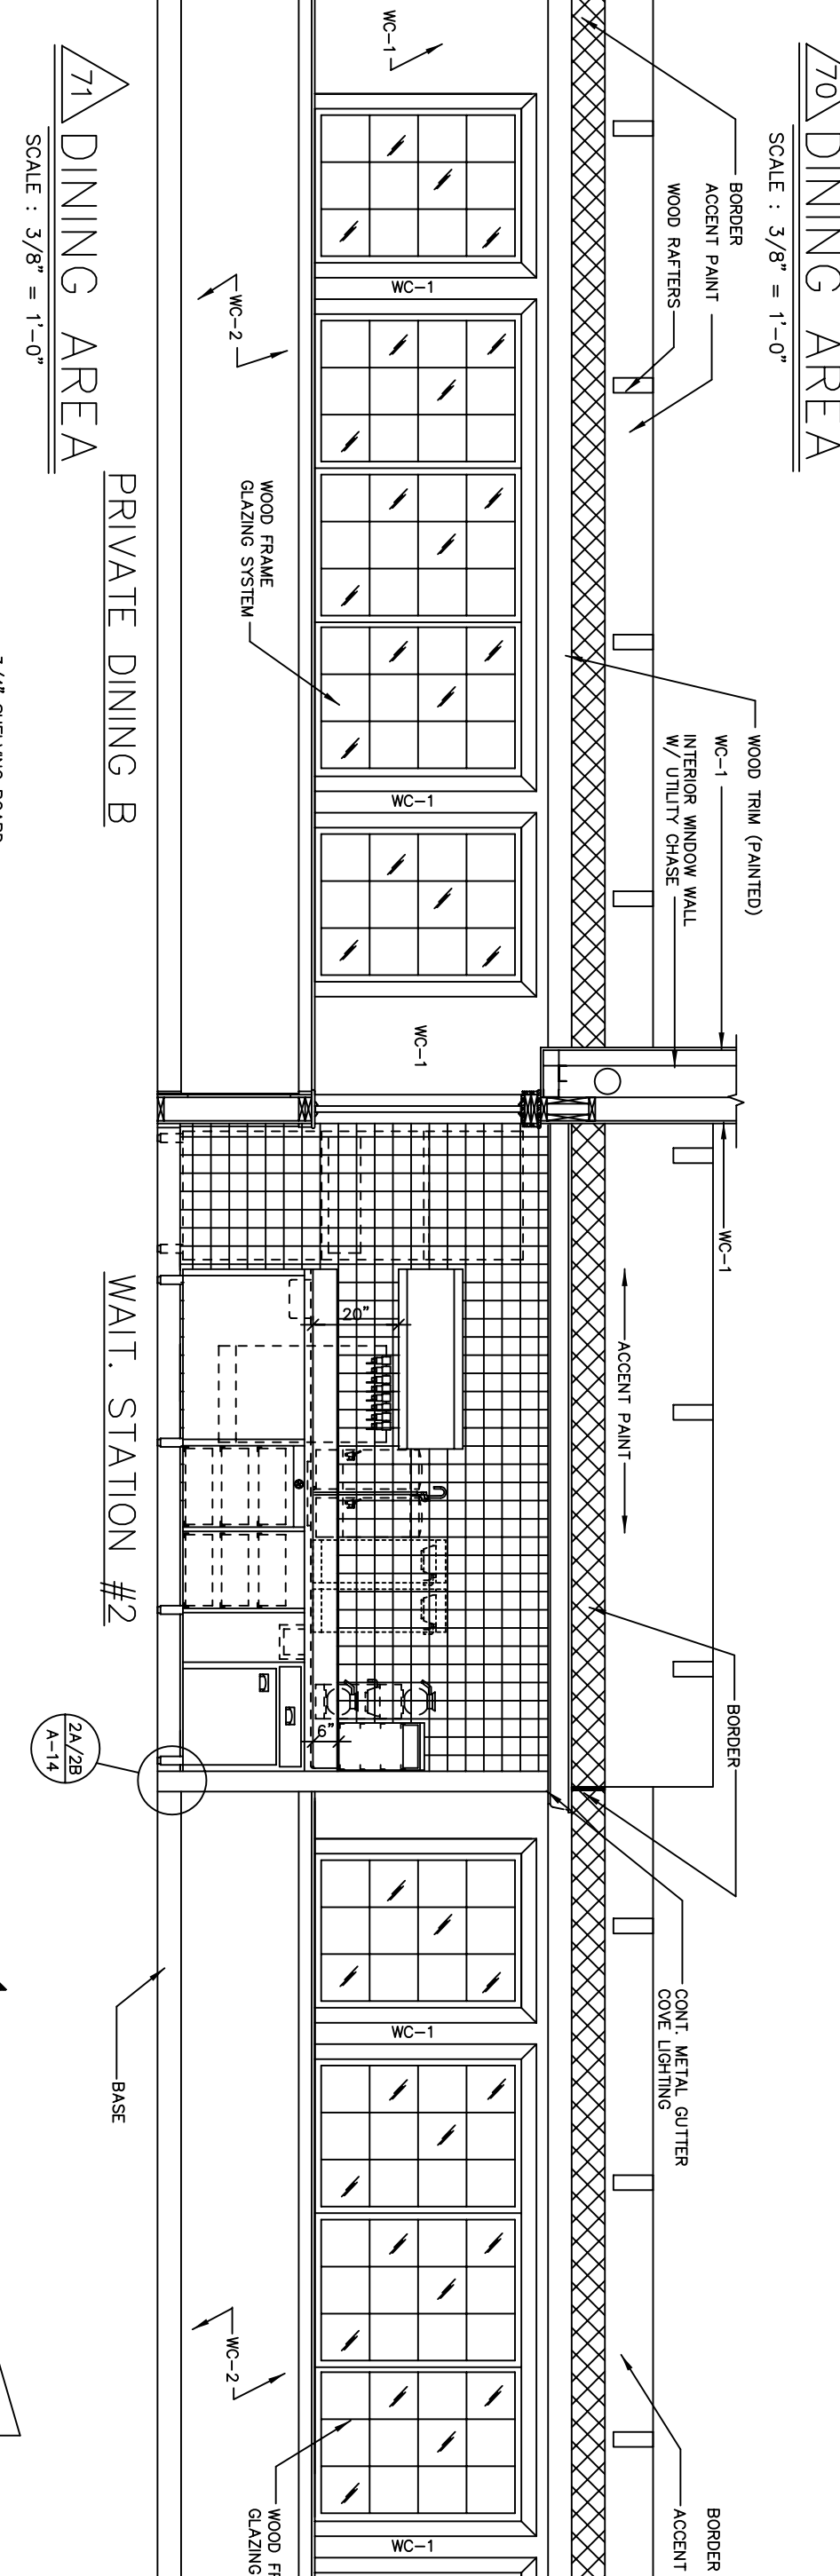 70
DINING AREA
SCALE : 3/8" = 1'-0"
BORDER
ACCENT PAINT
WOOD RAFTERS
WOOD TRIM (PAINTED)
WC-1
INTERIOR WINDOW WALL
W/ UTILITY CHASE
WC-1
ACCENT PAINT
BORDER
CONT. METAL GUTTER
COVE LIGHTING
BORDER
ACCENT
WC-1
WC-1
WC-1
WC-1
20"
6"
WC-1
WC-1
WC-2
WOOD FRAME
GLAZING SYSTEM
WC-2
WOOD
GLAZING
BASE
2A/2B
A-14
PRIVATE DINING B
WAIT. STATION #2
71
DINING AREA
SCALE : 3/8" = 1'-0"